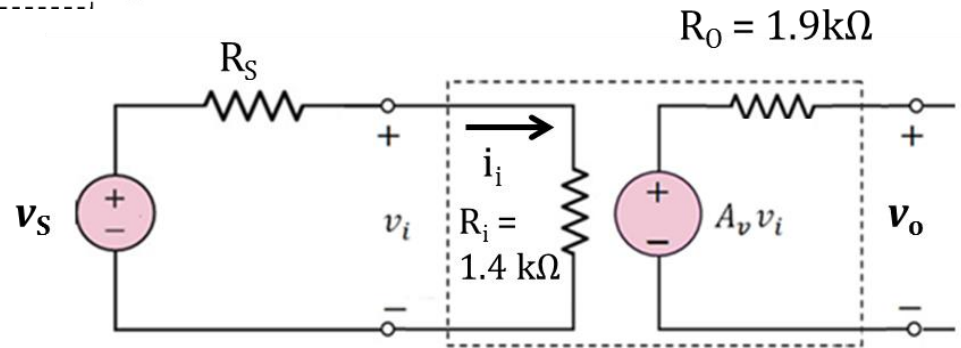 R₀ = 1.9kΩ
Rₛ
+
+
iᵢ
+
−
vₛ
vᵢ
Rᵢ =
1.4 kΩ
+
−
Aᵥvᵢ
vₒ
−
−